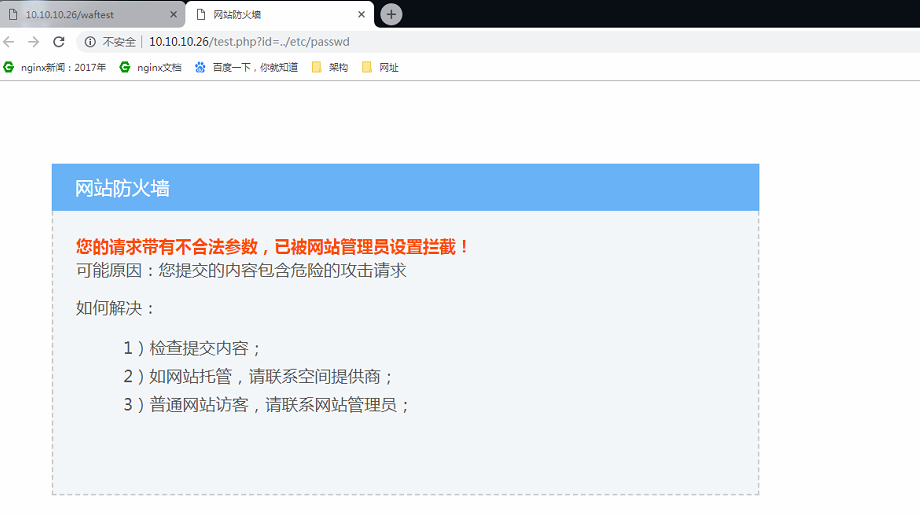 10.10.10.26/waftest
网站防火墙
不安全 | 10.10.10.26/test.php?id=../etc/passwd
nginx新闻：2017年 nginx文档 百度一下，你就知道 架构 网址
网站防火墙
您的请求带有不合法参数，已被网站管理员设置拦截！
可能原因：您提交的内容包含危险的攻击请求
如何解决：
1）检查提交内容；
2）如网站托管，请联系空间提供商；
3）普通网站访客，请联系网站管理员；